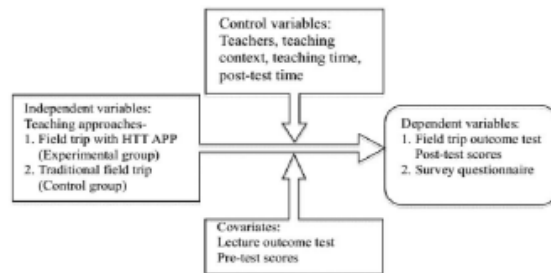 Control variables:
Teachers, teaching
context, teaching time,
post-test time
Independent variables:
Teaching approaches-
1. Field trip with HTT APP
(Experimental group)
2. Traditional field trip
(Control group)
Dependent variables:
1. Field trip outcome test
Post-test scores
2. Survey questionnaire
Covariates:
Lecture outcome test
Pre-test scores